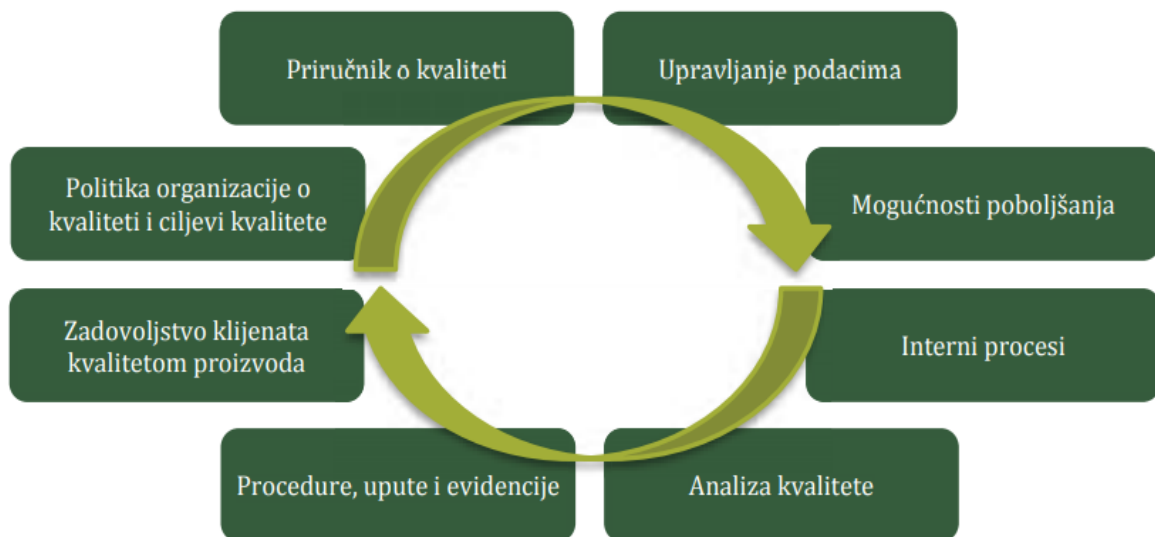 Priručnik o kvaliteti
Upravljanje podacima
Politika organizacije o
kvaliteti i ciljevi kvalitete
Mogućnosti poboljšanja
Zadovoljstvo klijenata
kvalitetom proizvoda
Interni procesi
Procedure, upute i evidencije
Analiza kvalitete